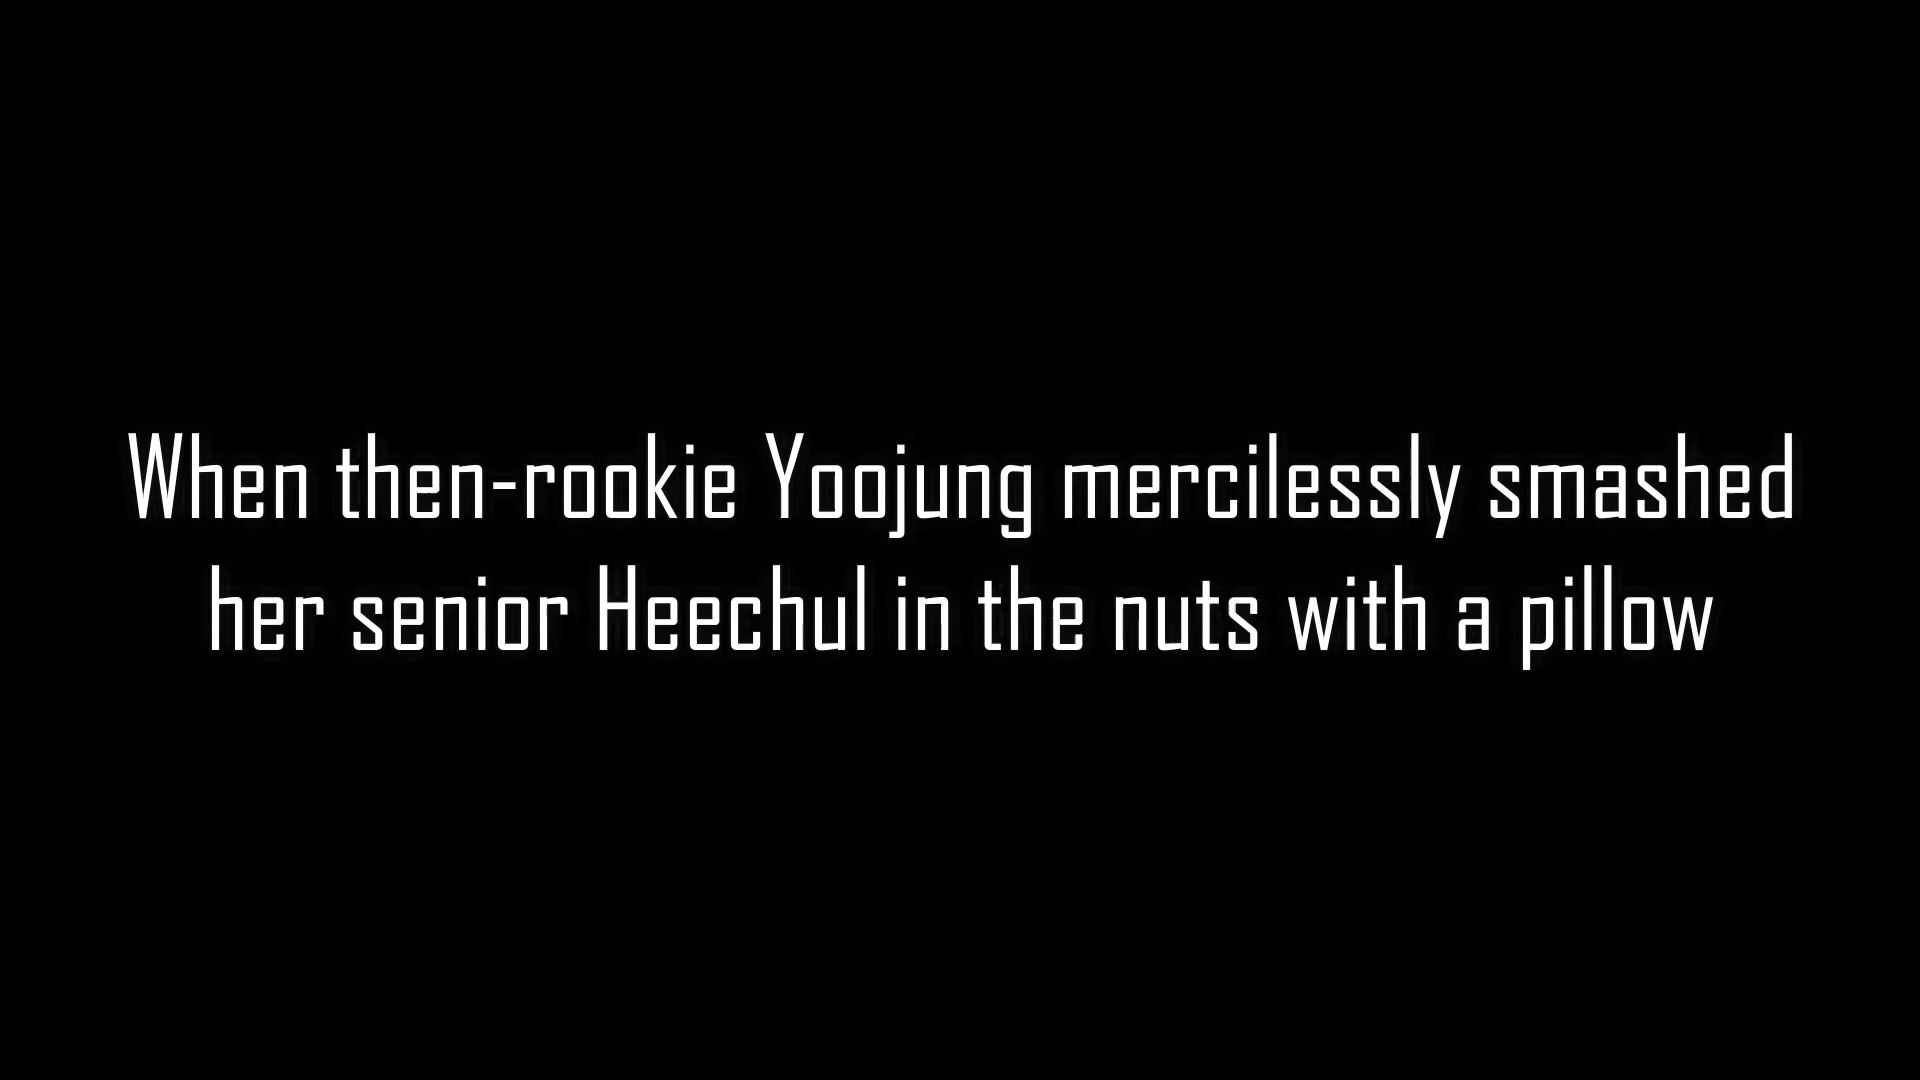 When then-rookie Yoojung mercilessly smashed
her senior Heechul in the nuts with a pillow